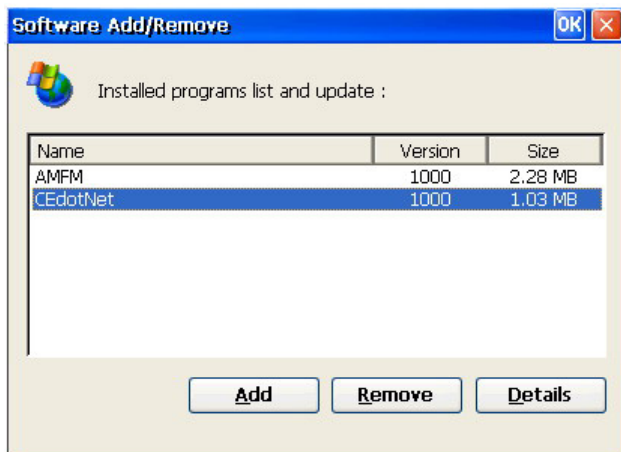 Software Add/Remove OK
Installed programs list and update :
Name Version Size
AMFM 1000 2.28 MB
CEdotNet 1000 1.03 MB
Add Remove Details